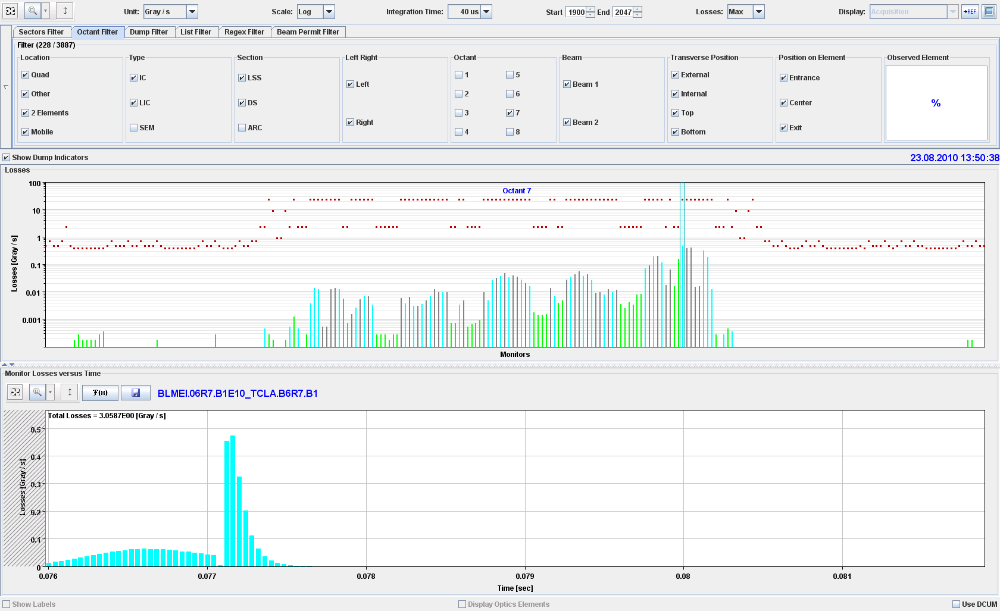 Unit: Gray / s Scale: Log Integration Time: 40 us Start 1900 End 2047 Losses: Max Display: Acquisition →REF
Sectors Filter Octant Filter Dump Filter List Filter Regex Filter Beam Permit Filter
Filter (228 / 3887)
Location Type Section Left Right Octant Beam Transverse Position Position on Element Observed Element
Quad IC LSS Left 1 5 Beam 1 External Entrance %
Other LIC DS Right 2 6 Beam 2 Internal Center
2 Elements SEM ARC 3 7 Top Exit
Mobile 4 8 Bottom
Show Dump Indicators 23.08.2010 13:50:38
Losses
Octant 7
100
10
1
0.1
0.01
0.001
Losses [Gray / s]
Monitors
Monitor Losses versus Time
F(x) BLMEI.06R7.B1E10_TCLA.B6R7.B1
Total Losses = 3.0587E00 [Gray / s]
0.5
0.4
0.3
0.2
0.1
0
Losses [Gray / s]
0.076 0.077 0.078 0.079 0.08 0.081
Time [sec]
Show Labels Display Optics Elements Use DCUM